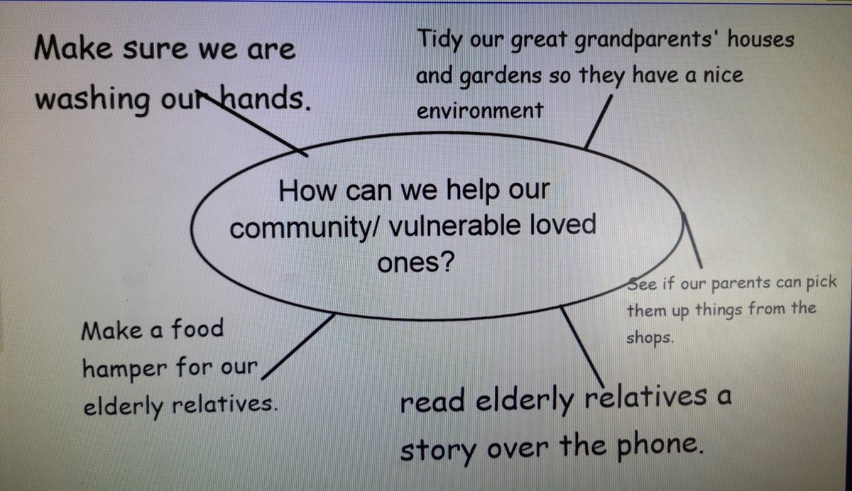 Make sure we are
washing our hands.
Tidy our great grandparents' houses
and gardens so they have a nice
environment
How can we help our
community/ vulnerable loved
ones?
See if our parents can pick
them up things from the
shops.
Make a food
hamper for our
elderly relatives.
read elderly relatives a
story over the phone.